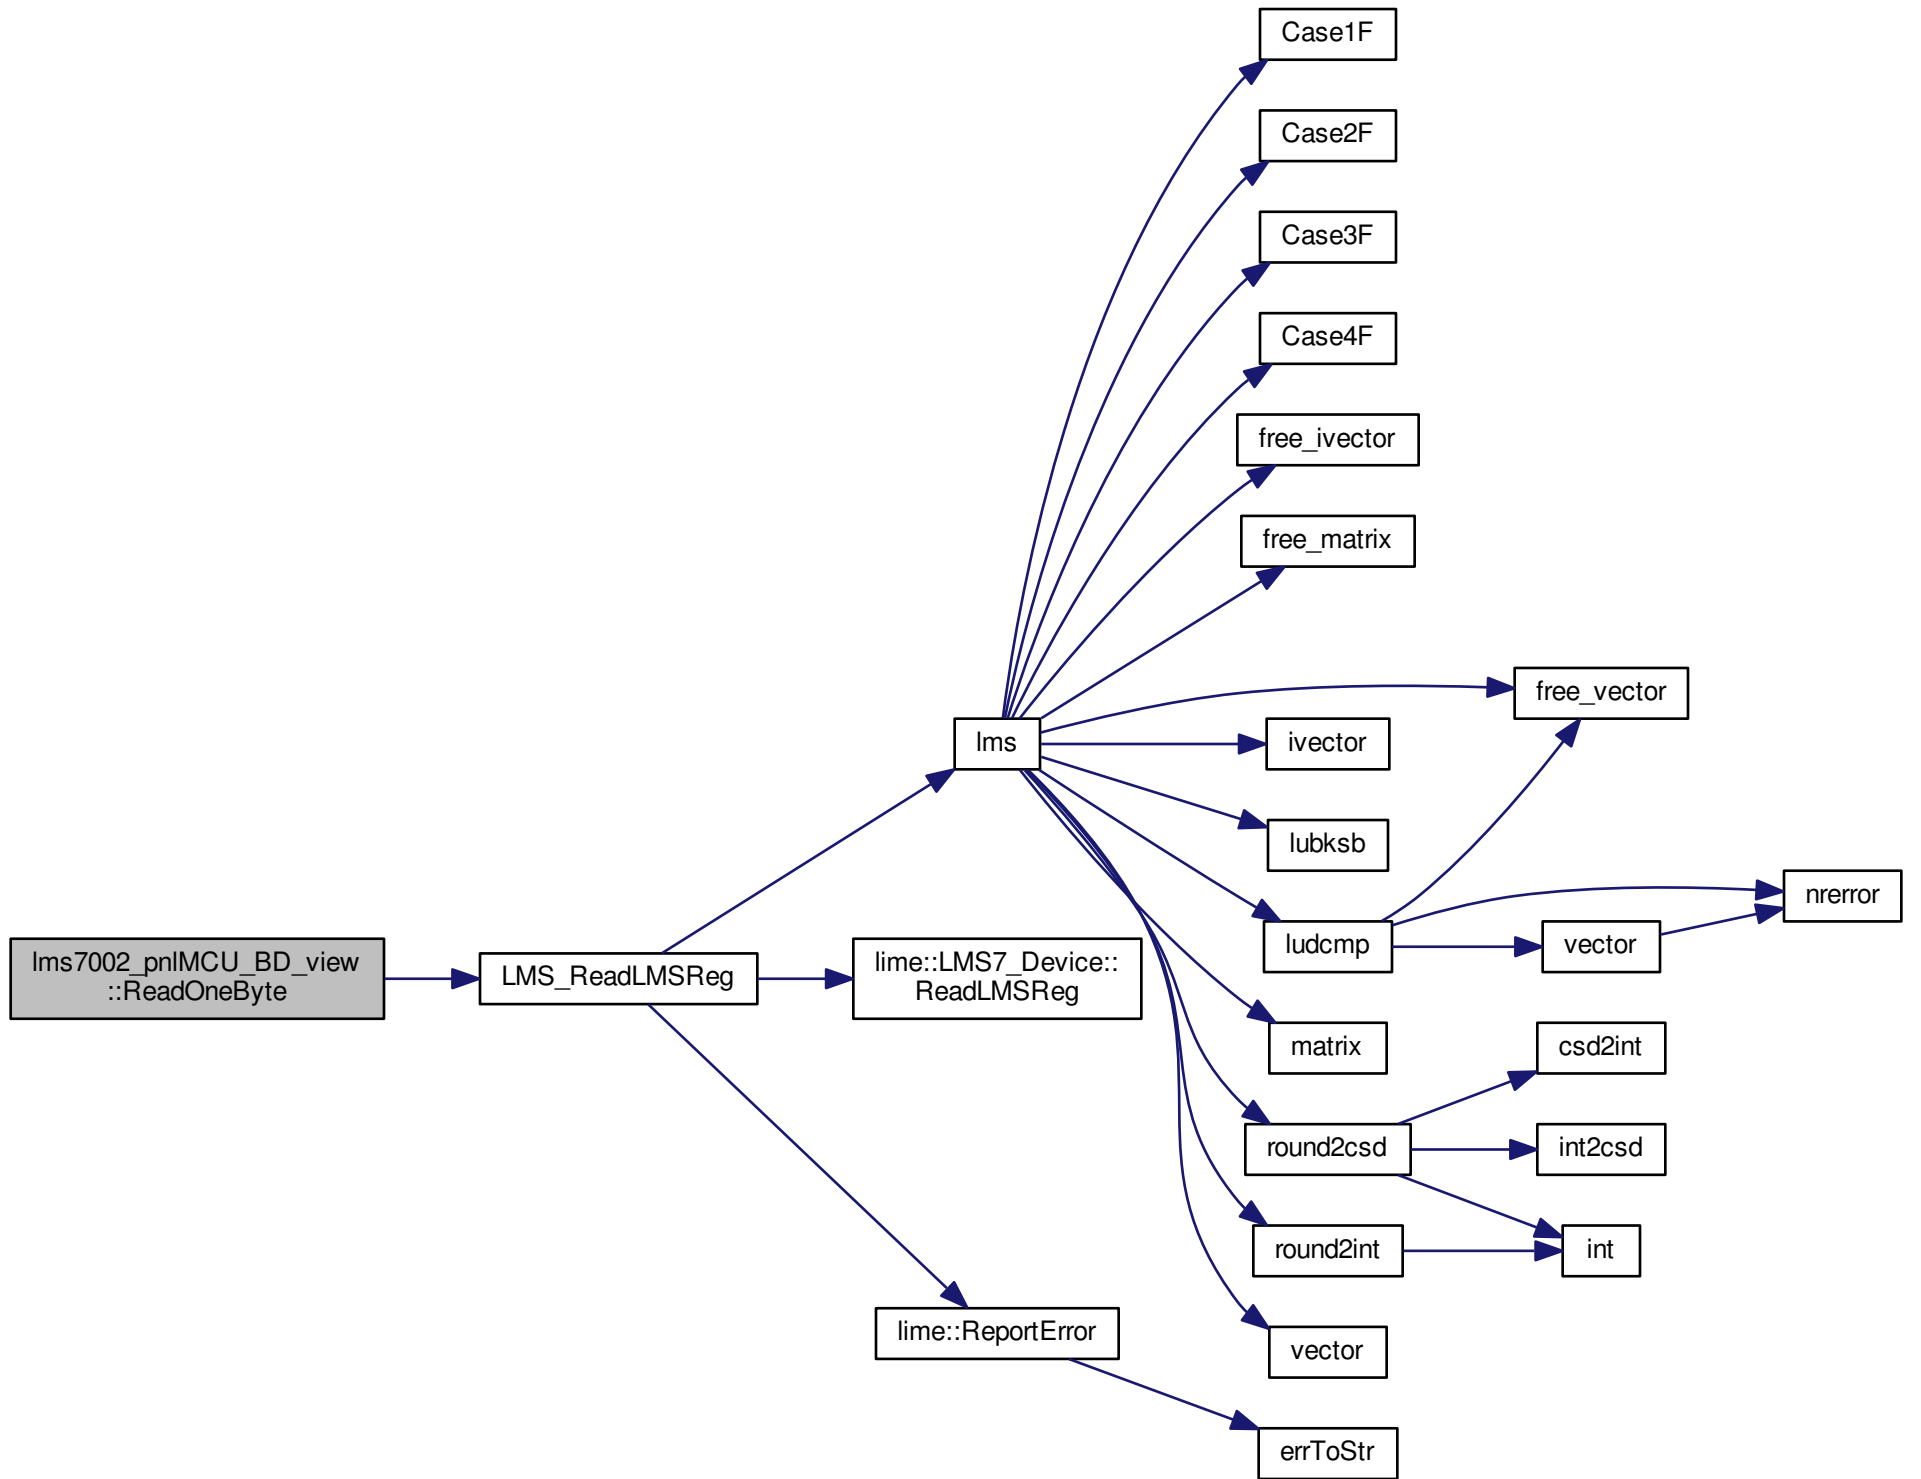 Case1F
Case2F
Case3F
Case4F
free_ivector
free_matrix
free_vector
lms
ivector
lubksb
nrerror
ludcmp
vector
lms7002_pnlMCU_BD_view
::ReadOneByte
LMS_ReadLMSReg
lime::LMS7_Device::
ReadLMSReg
matrix
csd2int
round2csd
int2csd
round2int
int
lime::ReportError
vector
errToStr